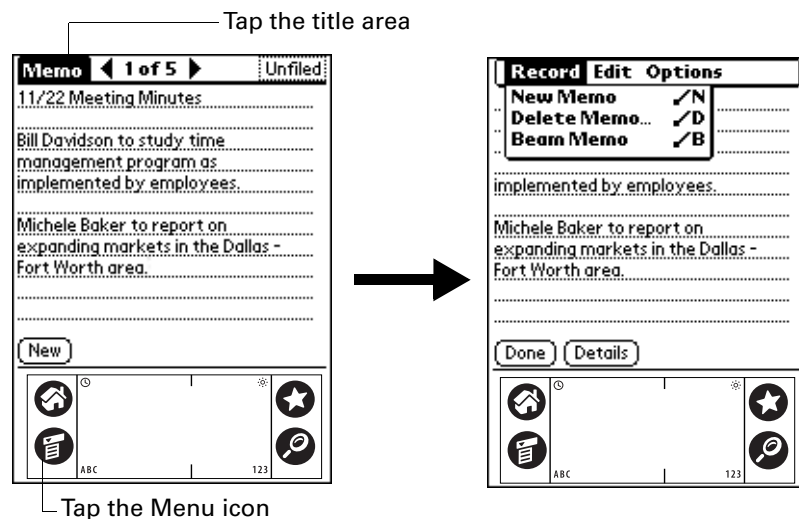 Tap the title area
Memo 1 of 5 Unfiled
11/22 Meeting Minutes
Bill Davidson to study time
management program as
implemented by employees.
Michele Baker to report on
expanding markets in the Dallas -
Fort Worth area.
New
ABC 123
Tap the Menu icon
Record Edit Options
New Memo /N
Delete Memo... /D
Beam Memo /B
implemented by employees.
Michele Baker to report on
expanding markets in the Dallas -
Fort Worth area.
Done Details
ABC 123